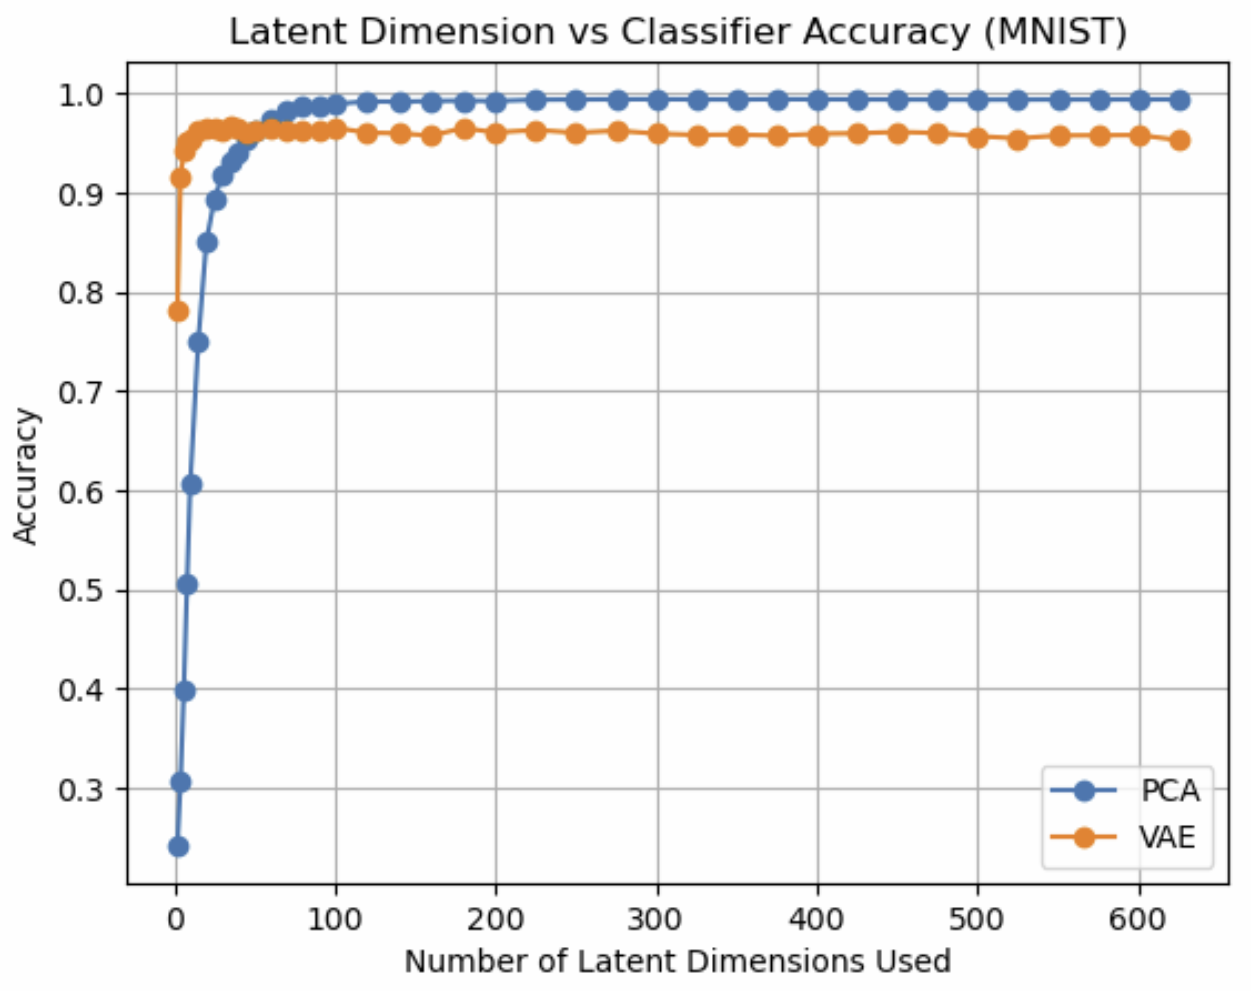 Latent Dimension vs Classifier Accuracy (MNIST)
1.0
0.9
0.8
0.7
0.6
0.5
0.4
0.3
Accuracy
PCA
VAE
0 100 200 300 400 500 600
Number of Latent Dimensions Used